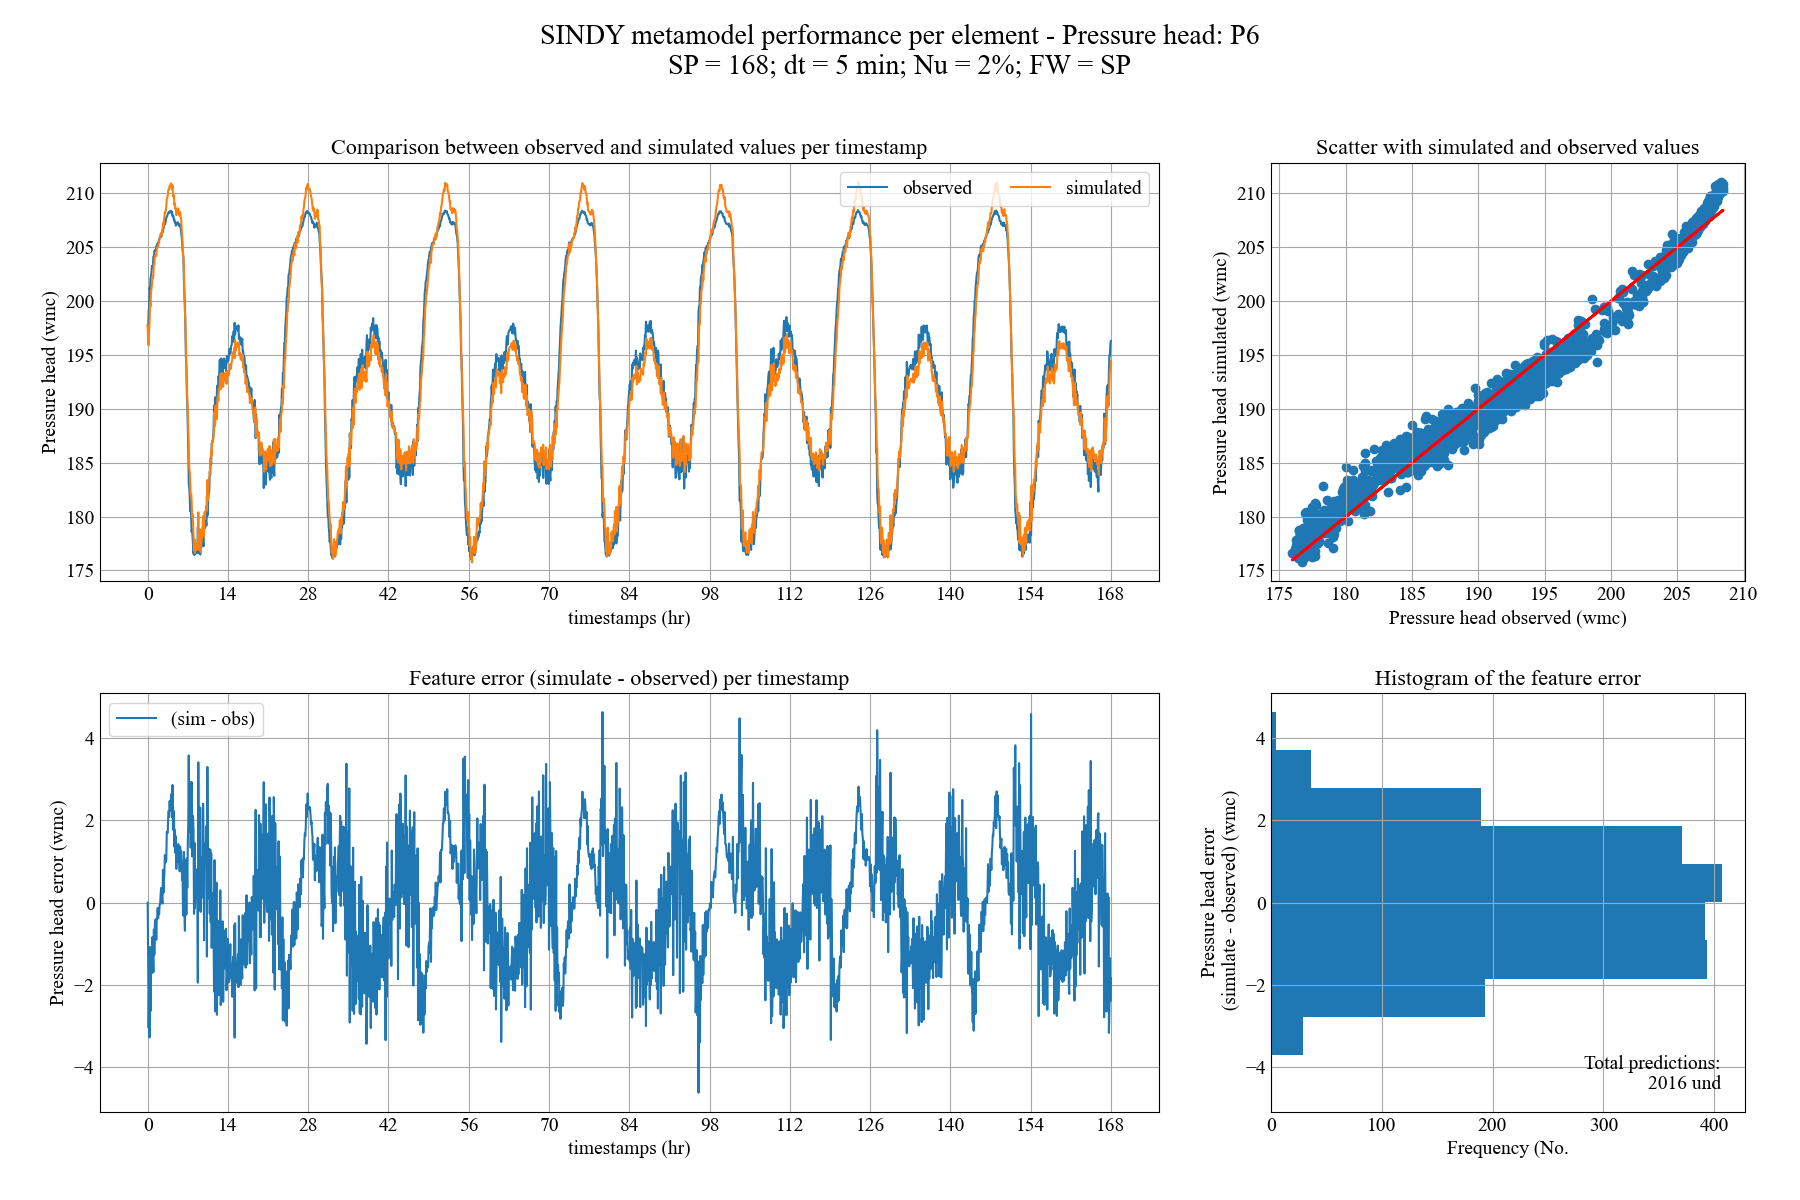 SINDY metamodel performance per element - Pressure head: P6
SP = 168; dt = 5 min; Nu = 2%; FW = SP
Comparison between observed and simulated values per timestamp
observed
simulated
210
205
200
195
190
185
180
175
Pressure head (wmc)
0 14 28 42 56 70 84 98 112 126 140 154 168
timestamps (hr)
Scatter with simulated and observed values
210
205
200
195
190
185
180
175
Pressure head simulated (wmc)
175 180 185 190 195 200 205 210
Pressure head observed (wmc)
Feature error (simulate - observed) per timestamp
(sim - obs)
4
2
0
−2
−4
Pressure head error (wmc)
0 14 28 42 56 70 84 98 112 126 140 154 168
timestamps (hr)
Histogram of the feature error
4
2
0
−2
−4
Pressure head error
(simulate - observed) (wmc)
Total predictions:
2016 und
0 100 200 300 400
Frequency (No.